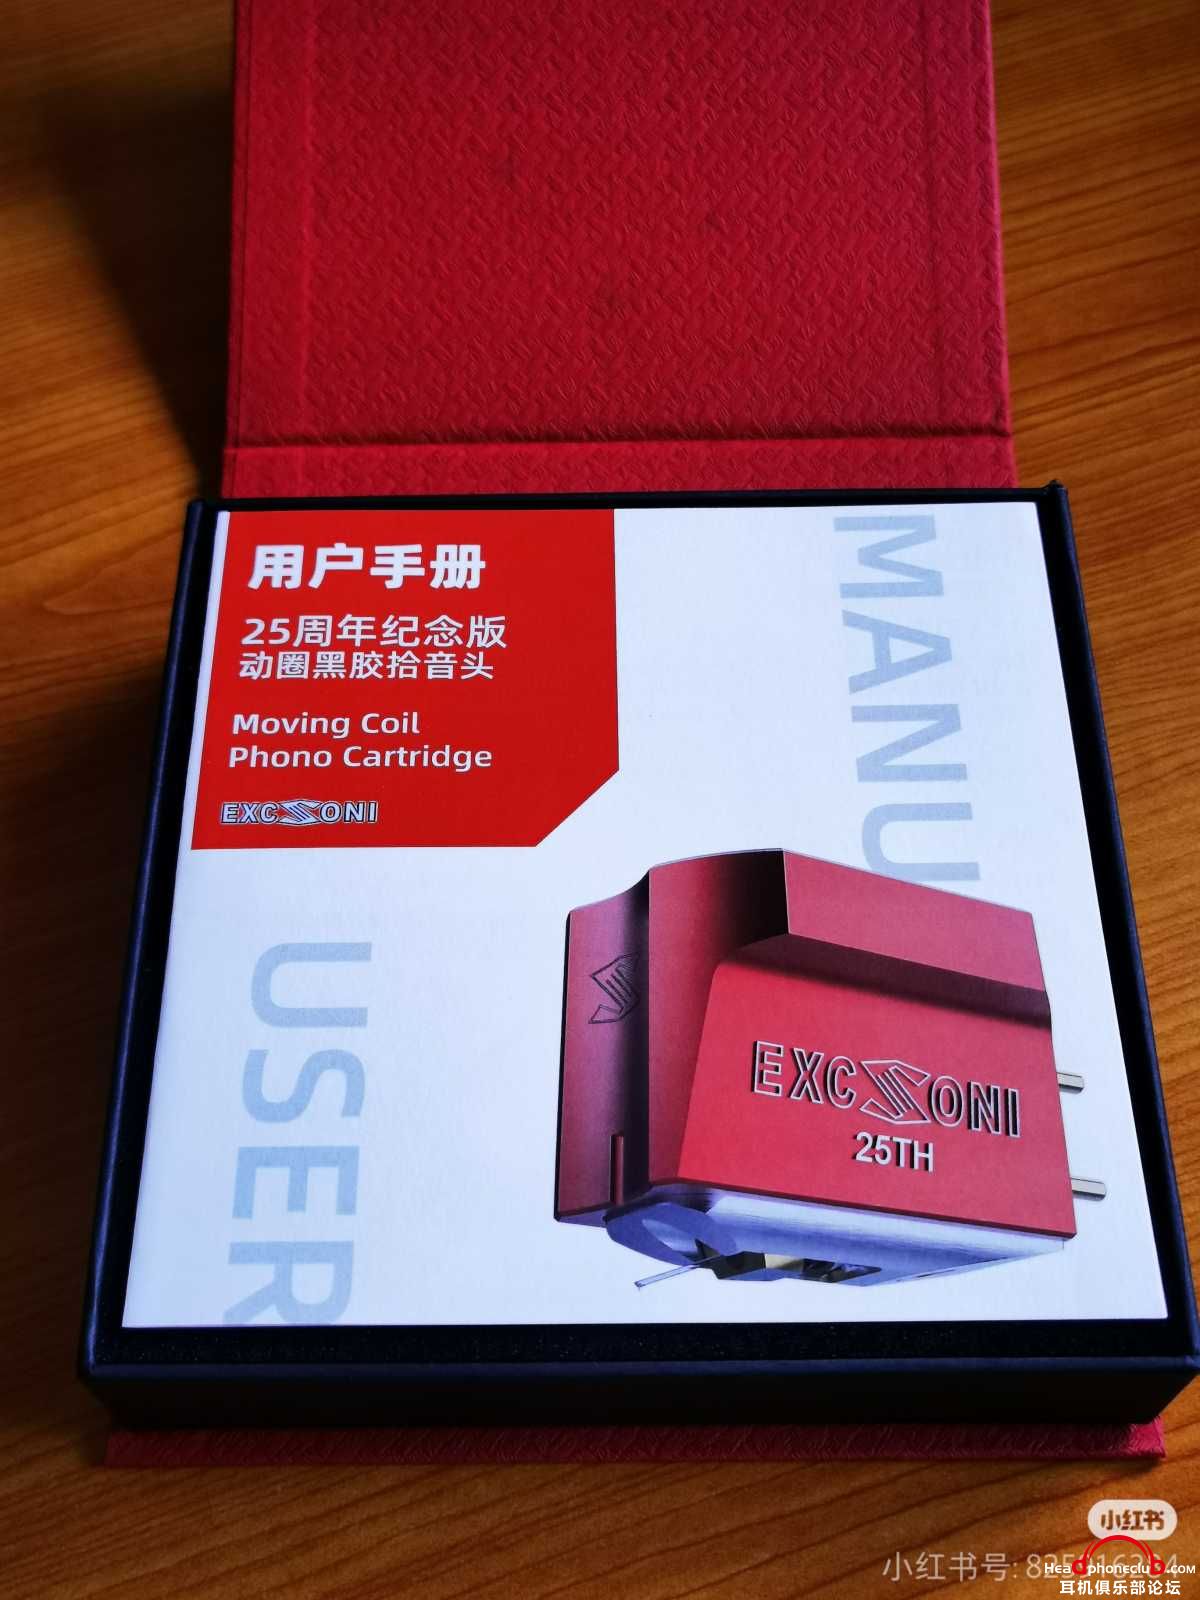 用户手册
25周年纪念版
动圈黑胶拾音头
Moving Coil
Phono Cartridge
EXCSONI
MANU
USER
EXCSONI
25TH
小红书
小红书号:
Headphoneclub.COM
耳机俱乐部论坛